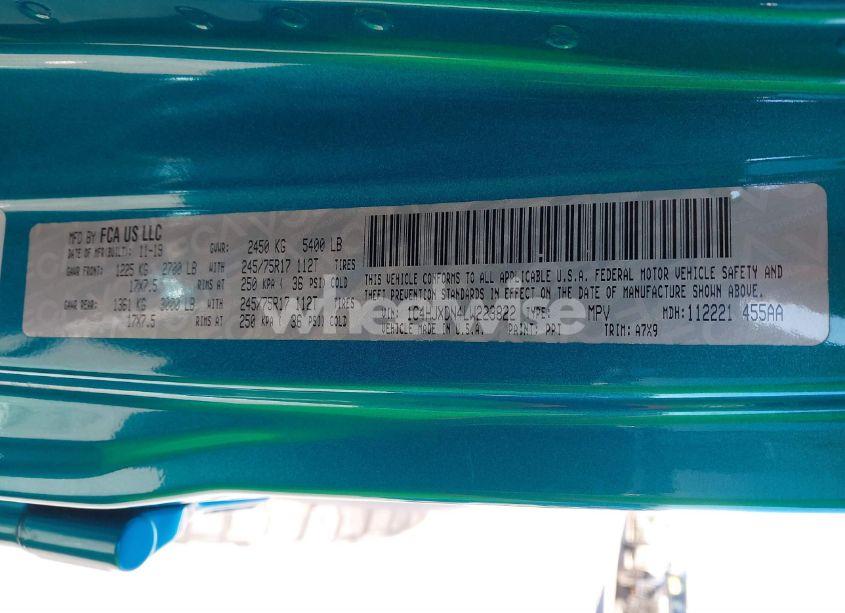 MFD BY FCA US LLC
DATE OF MFR(BUILT): 11-19 GVWR: 2450 KG 5400 LB
GAWR FRONT: 1225 KG 2700 LB WITH 245/75R17 112T TIRES
17X7.5 RIMS AT 250 KPA ( 36 PSI) COLD
GAWR REAR: 1361 KG 3000 LB WITH 245/75R17 112T TIRES
17X7.5 RIMS AT 250 KPA ( 36 PSI) COLD
THIS VEHICLE CONFORMS TO ALL APPLICABLE U.S.A. FEDERAL MOTOR VEHICLE SAFETY AND
THEFT PREVENTION STANDARDS IN EFFECT ON THE DATE OF MANUFACTURE SHOWN ABOVE.
VIN: TYPE: MPV MDH: 112221 455AA
VEHICLE MADE IN U.S.A. PAINT: PPT TRIM: A7X9
wheelwise